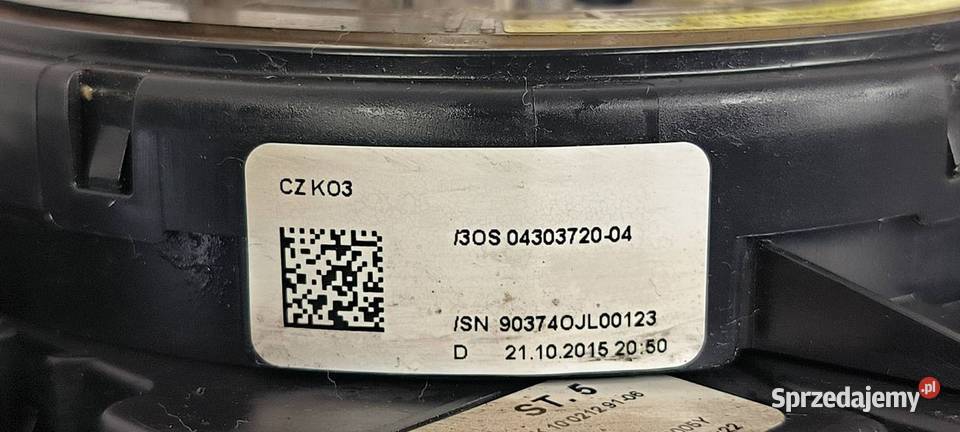 CZ K03
/3OS 04303720-04
/SN 90374OJL00123
D 21.10.2015 20:50
ST. 5
Sprzedajemy.pl